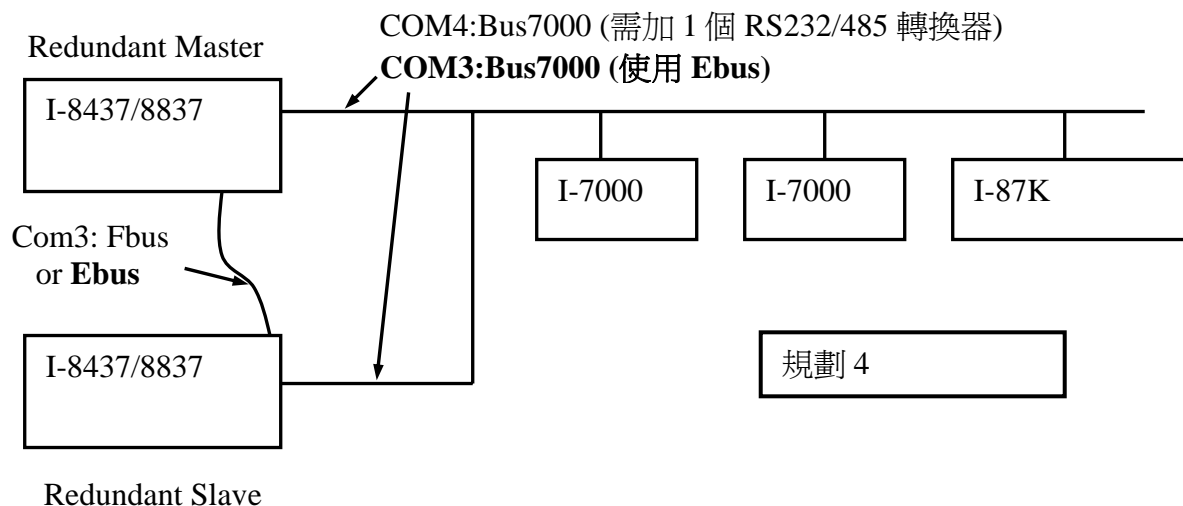 COM4:Bus7000 (需加 1 個 RS232/485 轉換器)
Redundant Master
COM3:Bus7000 (使用 Ebus)
I-8437/8837
I-7000
I-7000
I-87K
Com3: Fbus
or Ebus
I-8437/8837
規劃 4
Redundant Slave